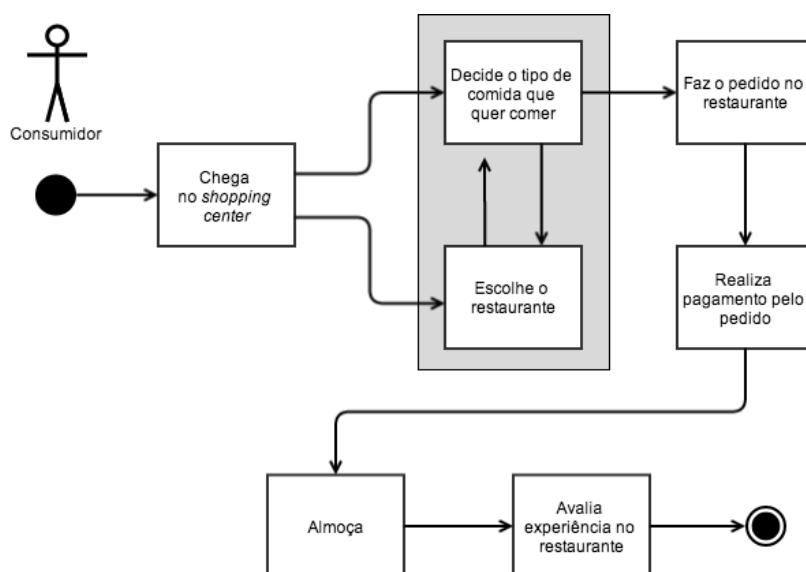 Consumidor
Chega
no shopping
center
Decide o tipo de
comida que
quer comer
Escolhe o
restaurante
Faz o pedido no
restaurante
Realiza
pagamento pelo
pedido
Almoça
Avalia
experiência no
restaurante